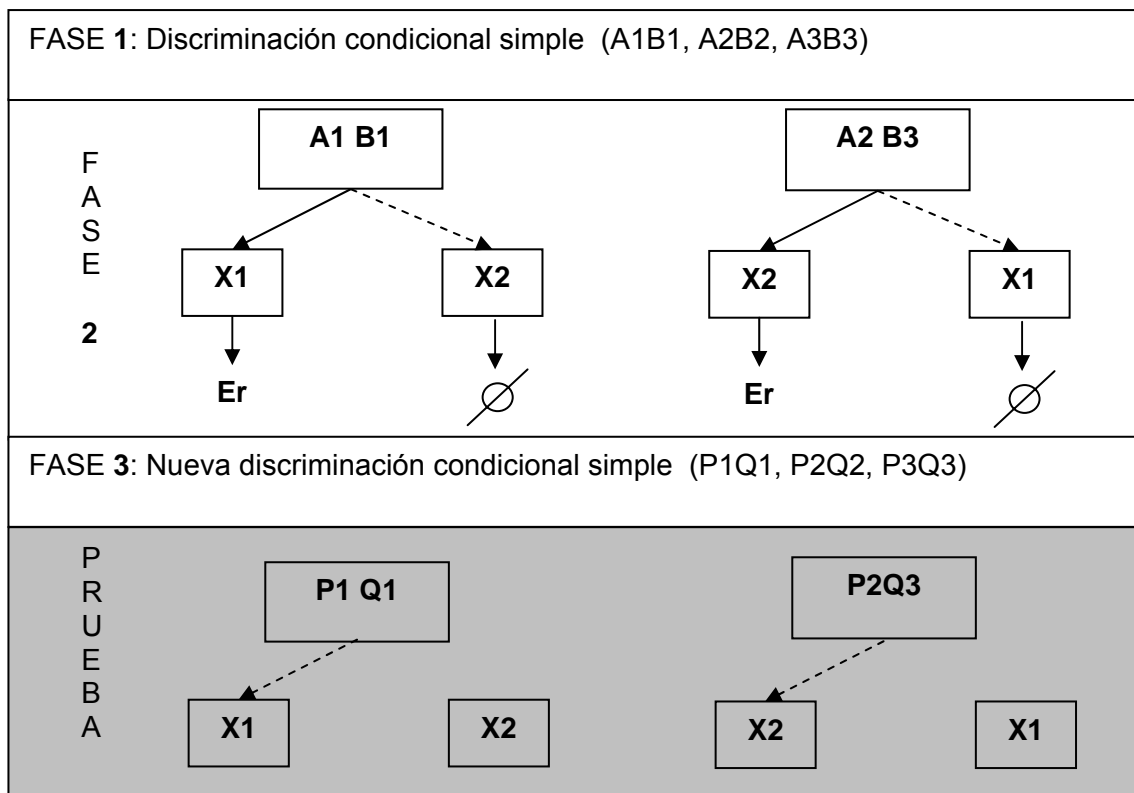 FASE 1: Discriminación condicional simple (A1B1, A2B2, A3B3)
F
A
S
E
2
A1 B1
A2 B3
X1
X2
X2
X1
Er
Er
FASE 3: Nueva discriminación condicional simple (P1Q1, P2Q2, P3Q3)
P
R
U
E
B
A
P1 Q1
P2Q3
X1
X2
X2
X1